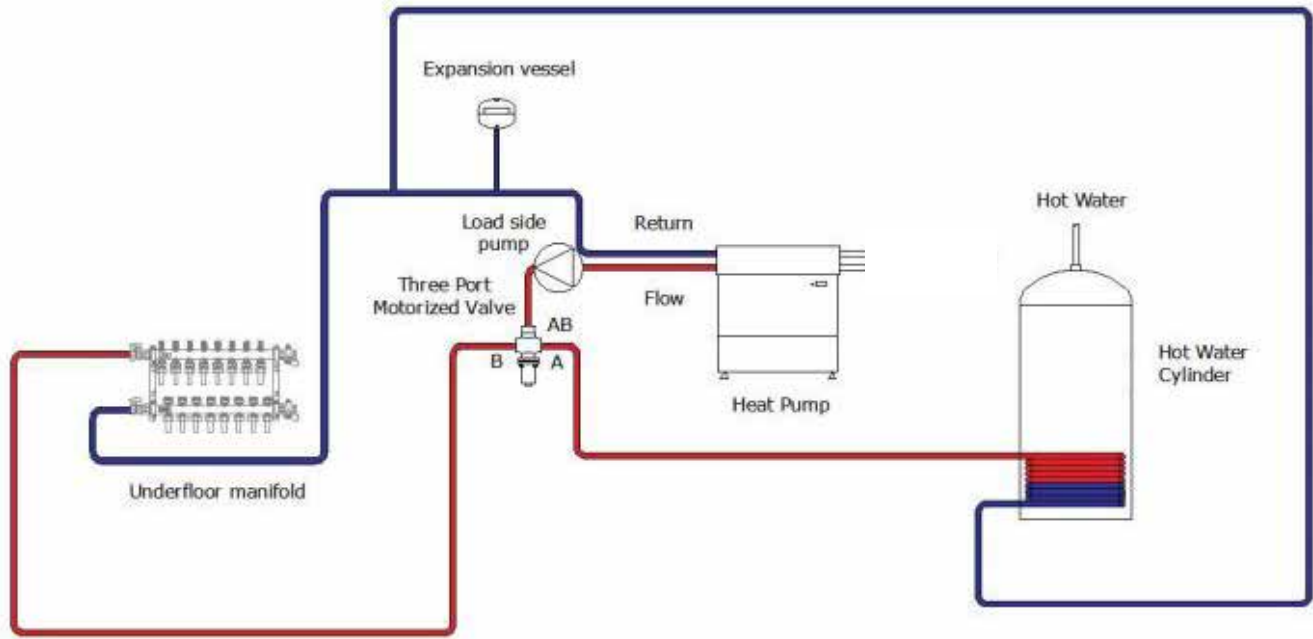 Expansion vessel
Load side
pump
Return
Hot Water
Three Port
Motorized Valve
Flow
AB
B
A
Hot Water
Cylinder
Heat Pump
Underfloor manifold